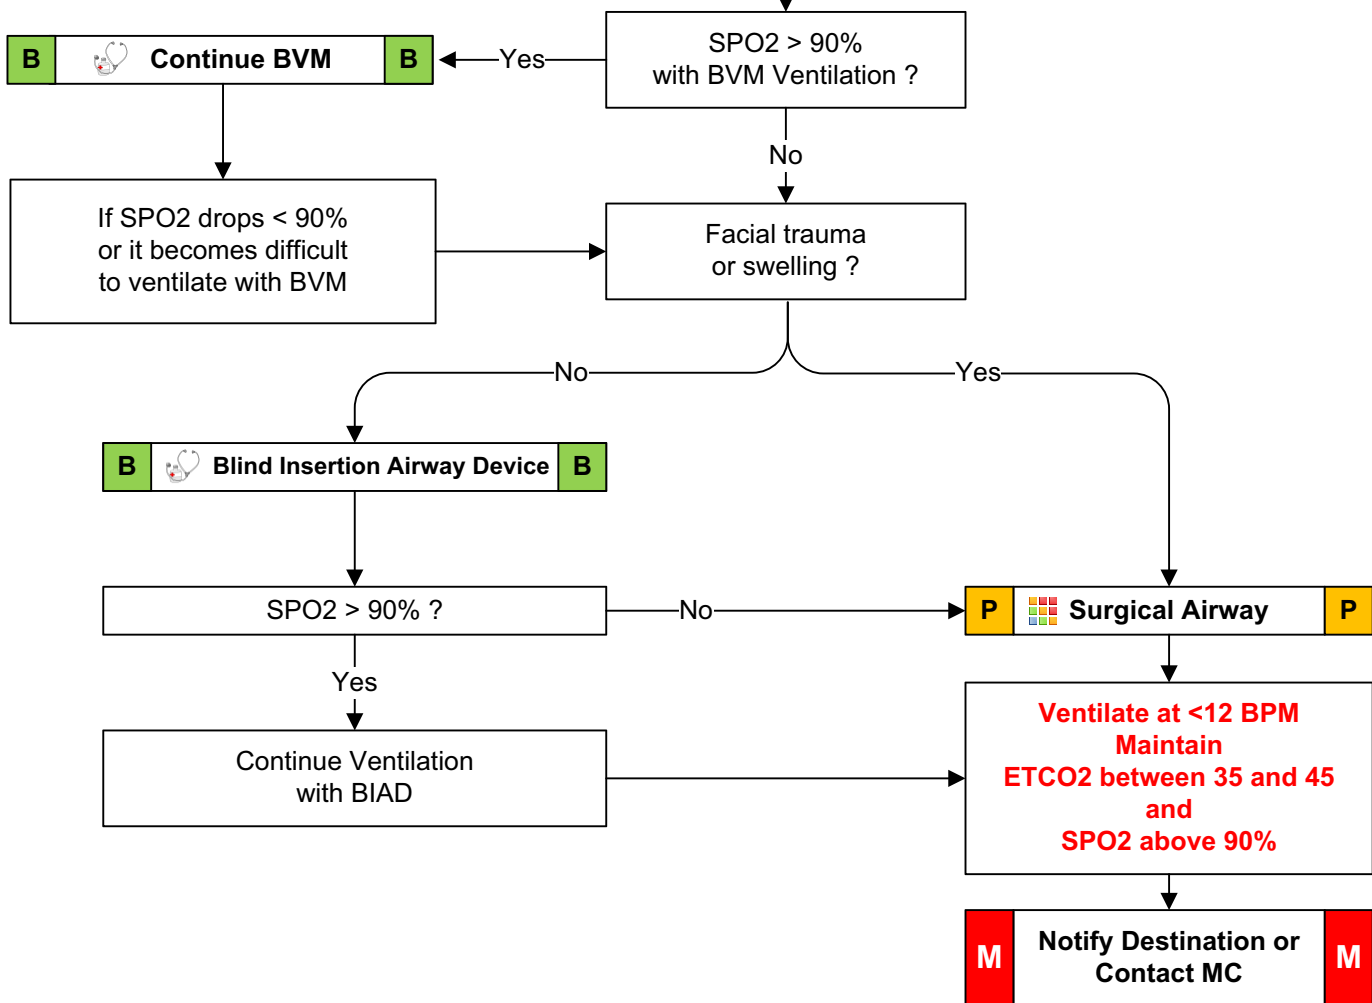 SPO2 > 90%
with BVM Ventilation ?
Yes
B Continue BVM B
No
If SPO2 drops < 90%
or it becomes difficult
to ventilate with BVM
Facial trauma
or swelling ?
No
Yes
B Blind Insertion Airway Device B
SPO2 > 90% ?
No
P Surgical Airway P
Yes
Continue Ventilation
with BIAD
Ventilate at <12 BPM
Maintain
ETCO2 between 35 and 45
and
SPO2 above 90%
M Notify Destination or M
Contact MC